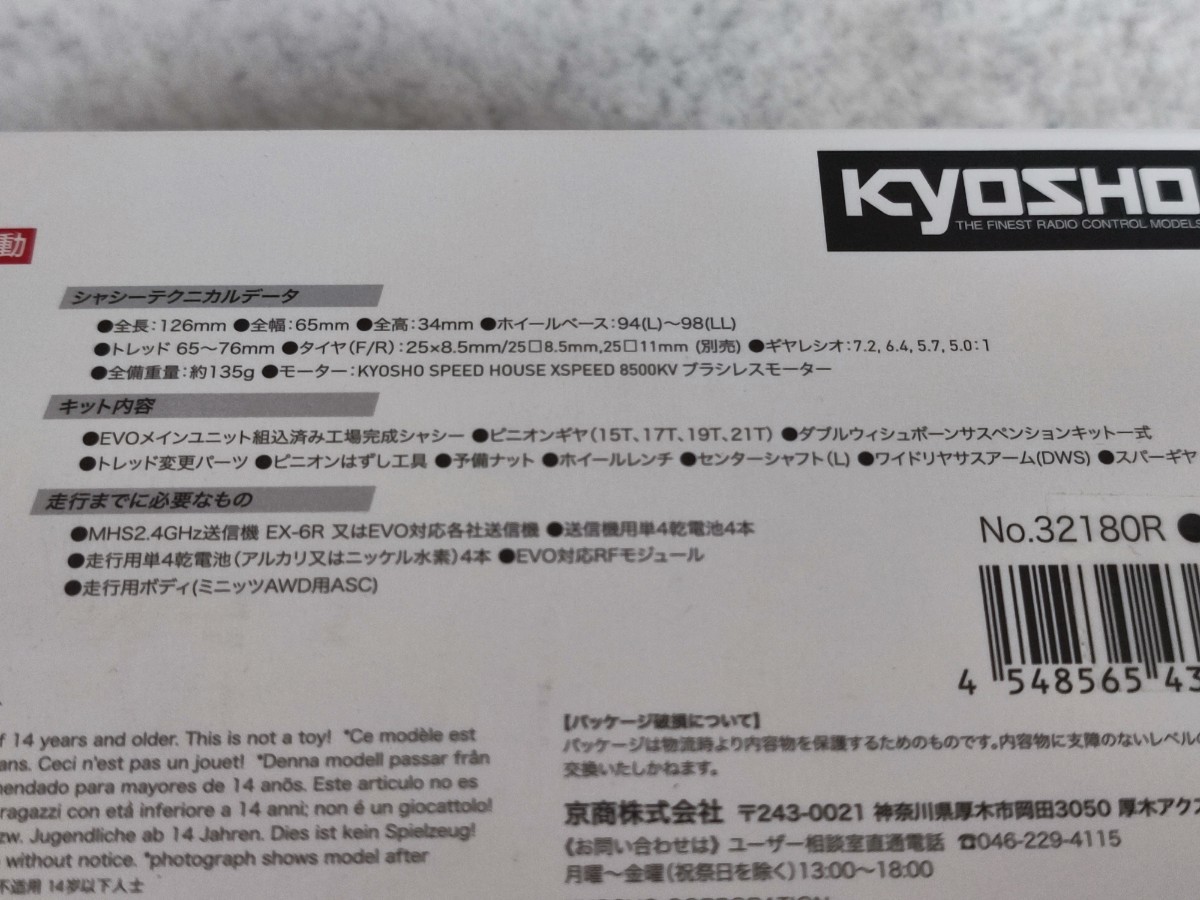 KYOSHO
THE FINEST RADIO CONTROL MODELS
動
シャシーテクニカルデータ
●全長：126mm ●全幅：65mm ●全高：34mm ●ホイールベース：94(L)～98(LL)
●トレッド 65～76mm ●タイヤ（F/R）：25×8.5mm/25□8.5mm,25□11mm (別売) ●ギヤレシオ：7.2, 6.4, 5.7, 5.0：1
●全備重量：約135g ●モーター：KYOSHO SPEED HOUSE XSPEED 8500KV ブラシレスモーター
キット内容
●EVOメインユニット組込済み工場完成シャシー ●ピニオンギヤ（15T、17T、19T、21T） ●ダブルウィシュボーンサスペンションキット一式
●トレッド変更パーツ ●ピニオンはずし工具 ●予備ナット ●ホイールレンチ ●センターシャフト（L) ●ワイドリヤサスアーム(DWS) ●スパーギヤ
走行までに必要なもの
●MHS2.4GHz送信機 EX-6R 又はEVO対応各社送信機 ●送信機用単4乾電池4本
●走行用単4乾電池（アルカリ又はニッケル水素）4本 ●EVO対応RFモジュール
●走行用ボディ(ミニッツAWD用ASC)
No.32180R ●
4 548565 43
f 14 years and older. This is not a toy! *Ce modèle est
ans. Ceci n'est pas un jouet! *Denna modell passar från
mendado para mayores de 14 anõs. Este articulo no es
ragazzi con etá inferiore a 14 anni; non é un giocattolo!
zw. Jugendliche ab 14 Jahren. Dies ist kein Spielzeug!
without notice. *photograph shows model after
不适用 14岁以下人士
【パッケージ破損について】
パッケージは物流時より内容物を保護するためのものです。内容物に支障のないレベルの
交換いたしかねます。
京商株式会社 〒243-0021 神奈川県厚木市岡田3050 厚木アクス
《お問い合わせは》 ユーザー相談室直通電話 ☎046-229-4115
月曜～金曜（祝祭日を除く）13:00～18:00